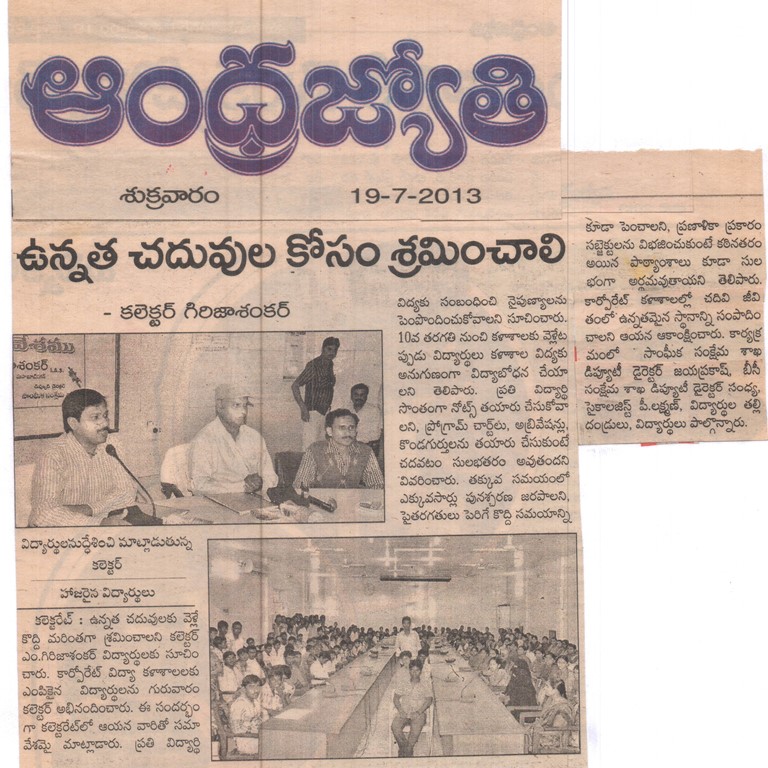 ఆంధ్రజ్యోతి
శుక్రవారం 19-7-2013
ఉన్నత చదువుల కోసం శ్రమించాలి
- కలెక్టర్ గిరిజాశంకర్
విద్యార్థులనుద్ధేశించి మాట్లాడుతున్న
కలెక్టర్
హాజరైన విద్యార్థులు
కలెక్టరేట్ : ఉన్నత చదువులకు వెళ్లే
కొద్ది మరింతగా శ్రమించాలని కలెక్టర్
ఎం.గిరిజాశంకర్ విద్యార్థులకు సూచిం
చారు. కార్పోరేట్ విద్యా కళాశాలలకు
ఎంపికైన విద్యార్థులను గురువారం
కలెక్టర్ అభినందించారు. ఈ సందర్భం
గా కలెక్టరేట్‌లో ఆయన వారితో సమా
వేశమై మాట్లాడారు. ప్రతి విద్యార్థి
విద్యకు సంబంధించి నైపుణ్యాలను
పెంపొందించుకోవాలని సూచించారు.
10వ తరగతి నుంచి కళాశాలకు వెళ్లేట
ప్పుడు విద్యార్థులు కళాశాల విద్యకు
అనుగుణంగా విద్యాబోధన చేయా
లని తెలిపారు. ప్రతి విద్యార్థి
సొంతంగా నోట్స్ తయారు చేసుకోవా
లని, ప్రోగ్రామ్ చార్ట్‌లు, అబ్రివేషన్లు,
కొండగుర్తులను తయారు చేసుకుంటే
చదవటం సులభతరం అవుతుందని
వివరించారు. తక్కువ సమయంలో
ఎక్కువసార్లు పునశ్చరణ జరపాలని,
పైతరగతులు పెరిగే కొద్ది సమయాన్ని
కూడా పెంచాలని, ప్రణాళికా ప్రకారం
సబ్జెక్టులను విభజించుకుంటే కఠినతరం
అయిన పాఠ్యాంశాలు కూడా సుల
భంగా అర్థమవుతాయని తెలిపారు.
కార్పోరేట్ కళాశాలల్లో చదివి జీవి
తంలో ఉన్నతమైన స్థానాన్ని సంపాదిం
చాలని ఆయన ఆకాంక్షించారు. కార్యక్ర
మంలో సాంఘీక సంక్షేమ శాఖ
డిప్యూటీ డైరెక్టర్ జయప్రకాష్, బీసీ
సంక్షేమ శాఖ డిప్యూటీ డైరెక్టర్ సంధ్య,
సైకాలజిస్ట్ పి.లక్ష్మణ్, విద్యార్థుల తల్లి
దండ్రులు, విద్యార్థులు పాల్గొన్నారు.